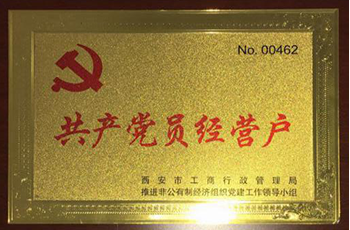 No. 00462
共产党员经营户
西安市工商行政管理局
推进非公有制经济组织党建工作领导小组